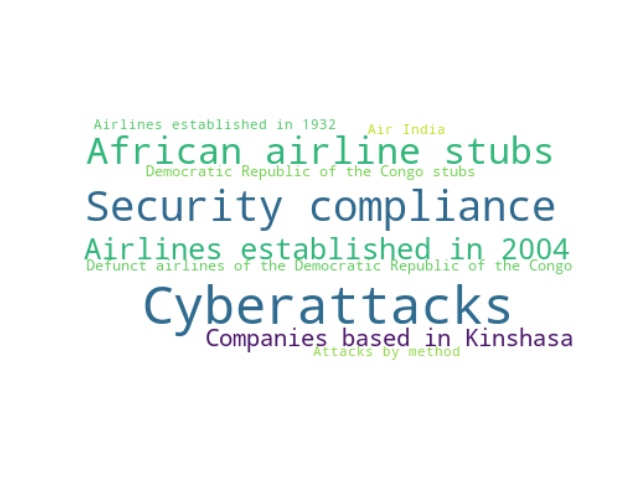 Airlines established in 1932
Air India
African airline stubs
Democratic Republic of the Congo stubs
Security compliance
Airlines established in 2004
Defunct airlines of the Democratic Republic of the Congo
Cyberattacks
Companies based in Kinshasa
Attacks by method